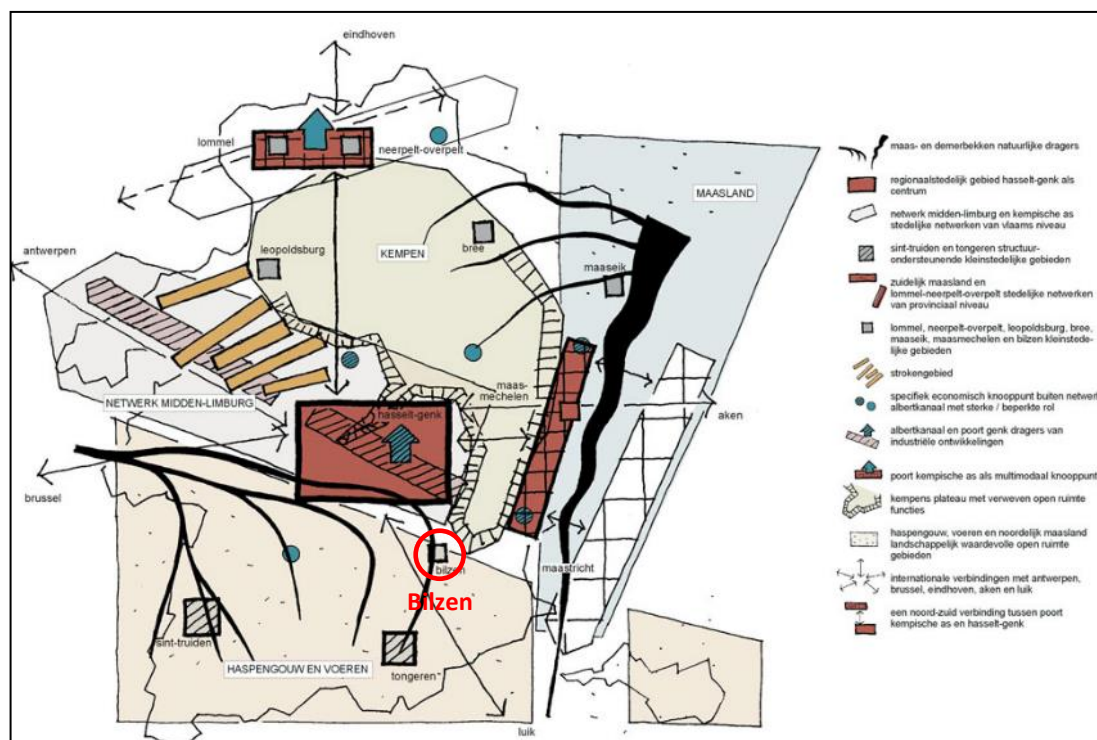 eindhoven
lommel
neerpelt-overpelt
MAASLAND
antwerpen
leopoldsburg
KEMPEN
bree
maaseik
maas-
mechelen
NETWERK MIDDEN-LIMBURG
hasselt-genk
aken
brussel
bilzen
Bilzen
maastricht
sint-truiden
HASPENGOUW EN VOEREN
tongeren
luik
maas- en demerbekken natuurlijke dragers
regionaalstedelijk gebied hasselt-genk als
centrum
netwerk midden-limburg en kempische as
stedelijke netwerken van vlaams niveau
sint-truiden en tongeren structuur-
ondersteunende kleinstedelijke gebieden
zuidelijk maasland en
lommel-neerpelt-overpelt stedelijke netwerken
van provinciaal niveau
lommel, neerpelt-overpelt, leopoldsburg, bree,
maaseik, maasmechelen en bilzen kleinstede-
lijke gebieden
strokengebied
specifiek economisch knooppunt buiten netwerk
albertkanaal met sterke / beperkte rol
albertkanaal en poort genk dragers van
industriële ontwikkelingen
poort kempische as als multimodaal knooppunt
kempens plateau met verweven open ruimte
functies
haspengouw, voeren en noordelijk maasland
landschappelijk waardevolle open ruimte
gebieden
internationale verbindingen met antwerpen,
brussel, eindhoven, aken en luik
een noord-zuid verbinding tussen poort
kempische as en hasselt-genk